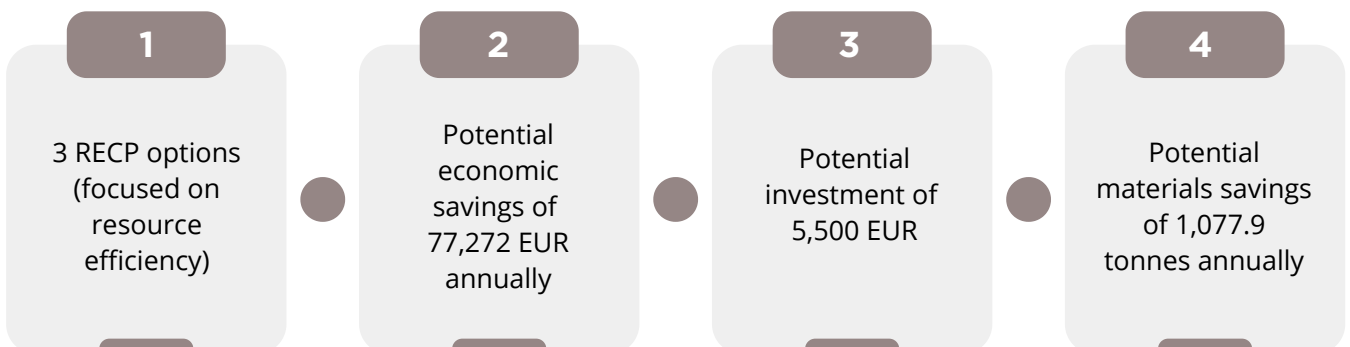 1
3 RECP options
(focused on
resource
efficiency)
2
Potential
economic
savings of
77,272 EUR
annually
3
Potential
investment of
5,500 EUR
4
Potential
materials savings
of 1,077.9
tonnes annually